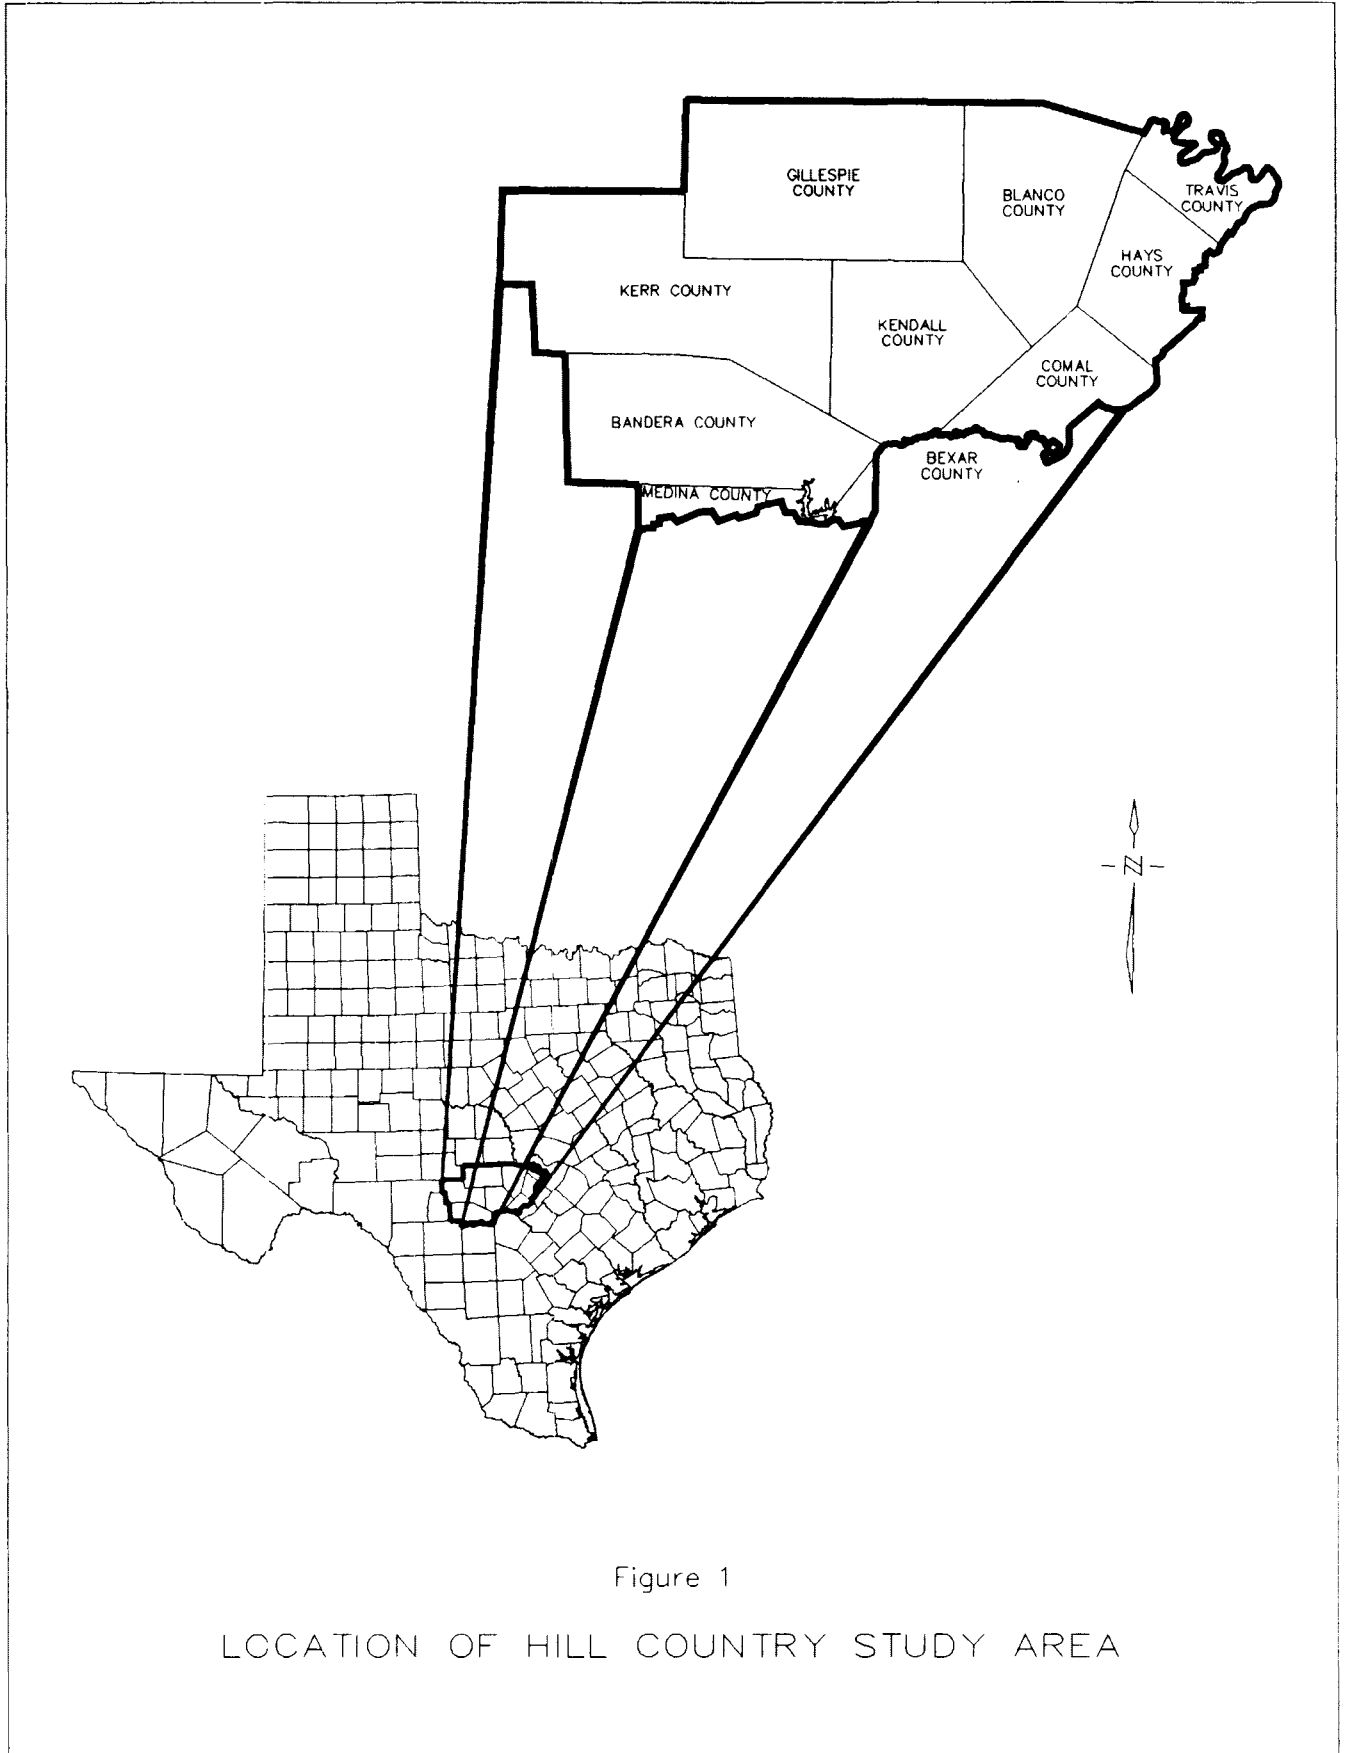 GILLESPIE
COUNTY
BLANCO
COUNTY
TRAVIS
COUNTY
HAYS
COUNTY
KERR COUNTY
KENDALL
COUNTY
COMAL
COUNTY
BANDERA COUNTY
BEXAR
COUNTY
MEDINA COUNTY
N
Figure 1
LOCATION OF HILL COUNTRY STUDY AREA